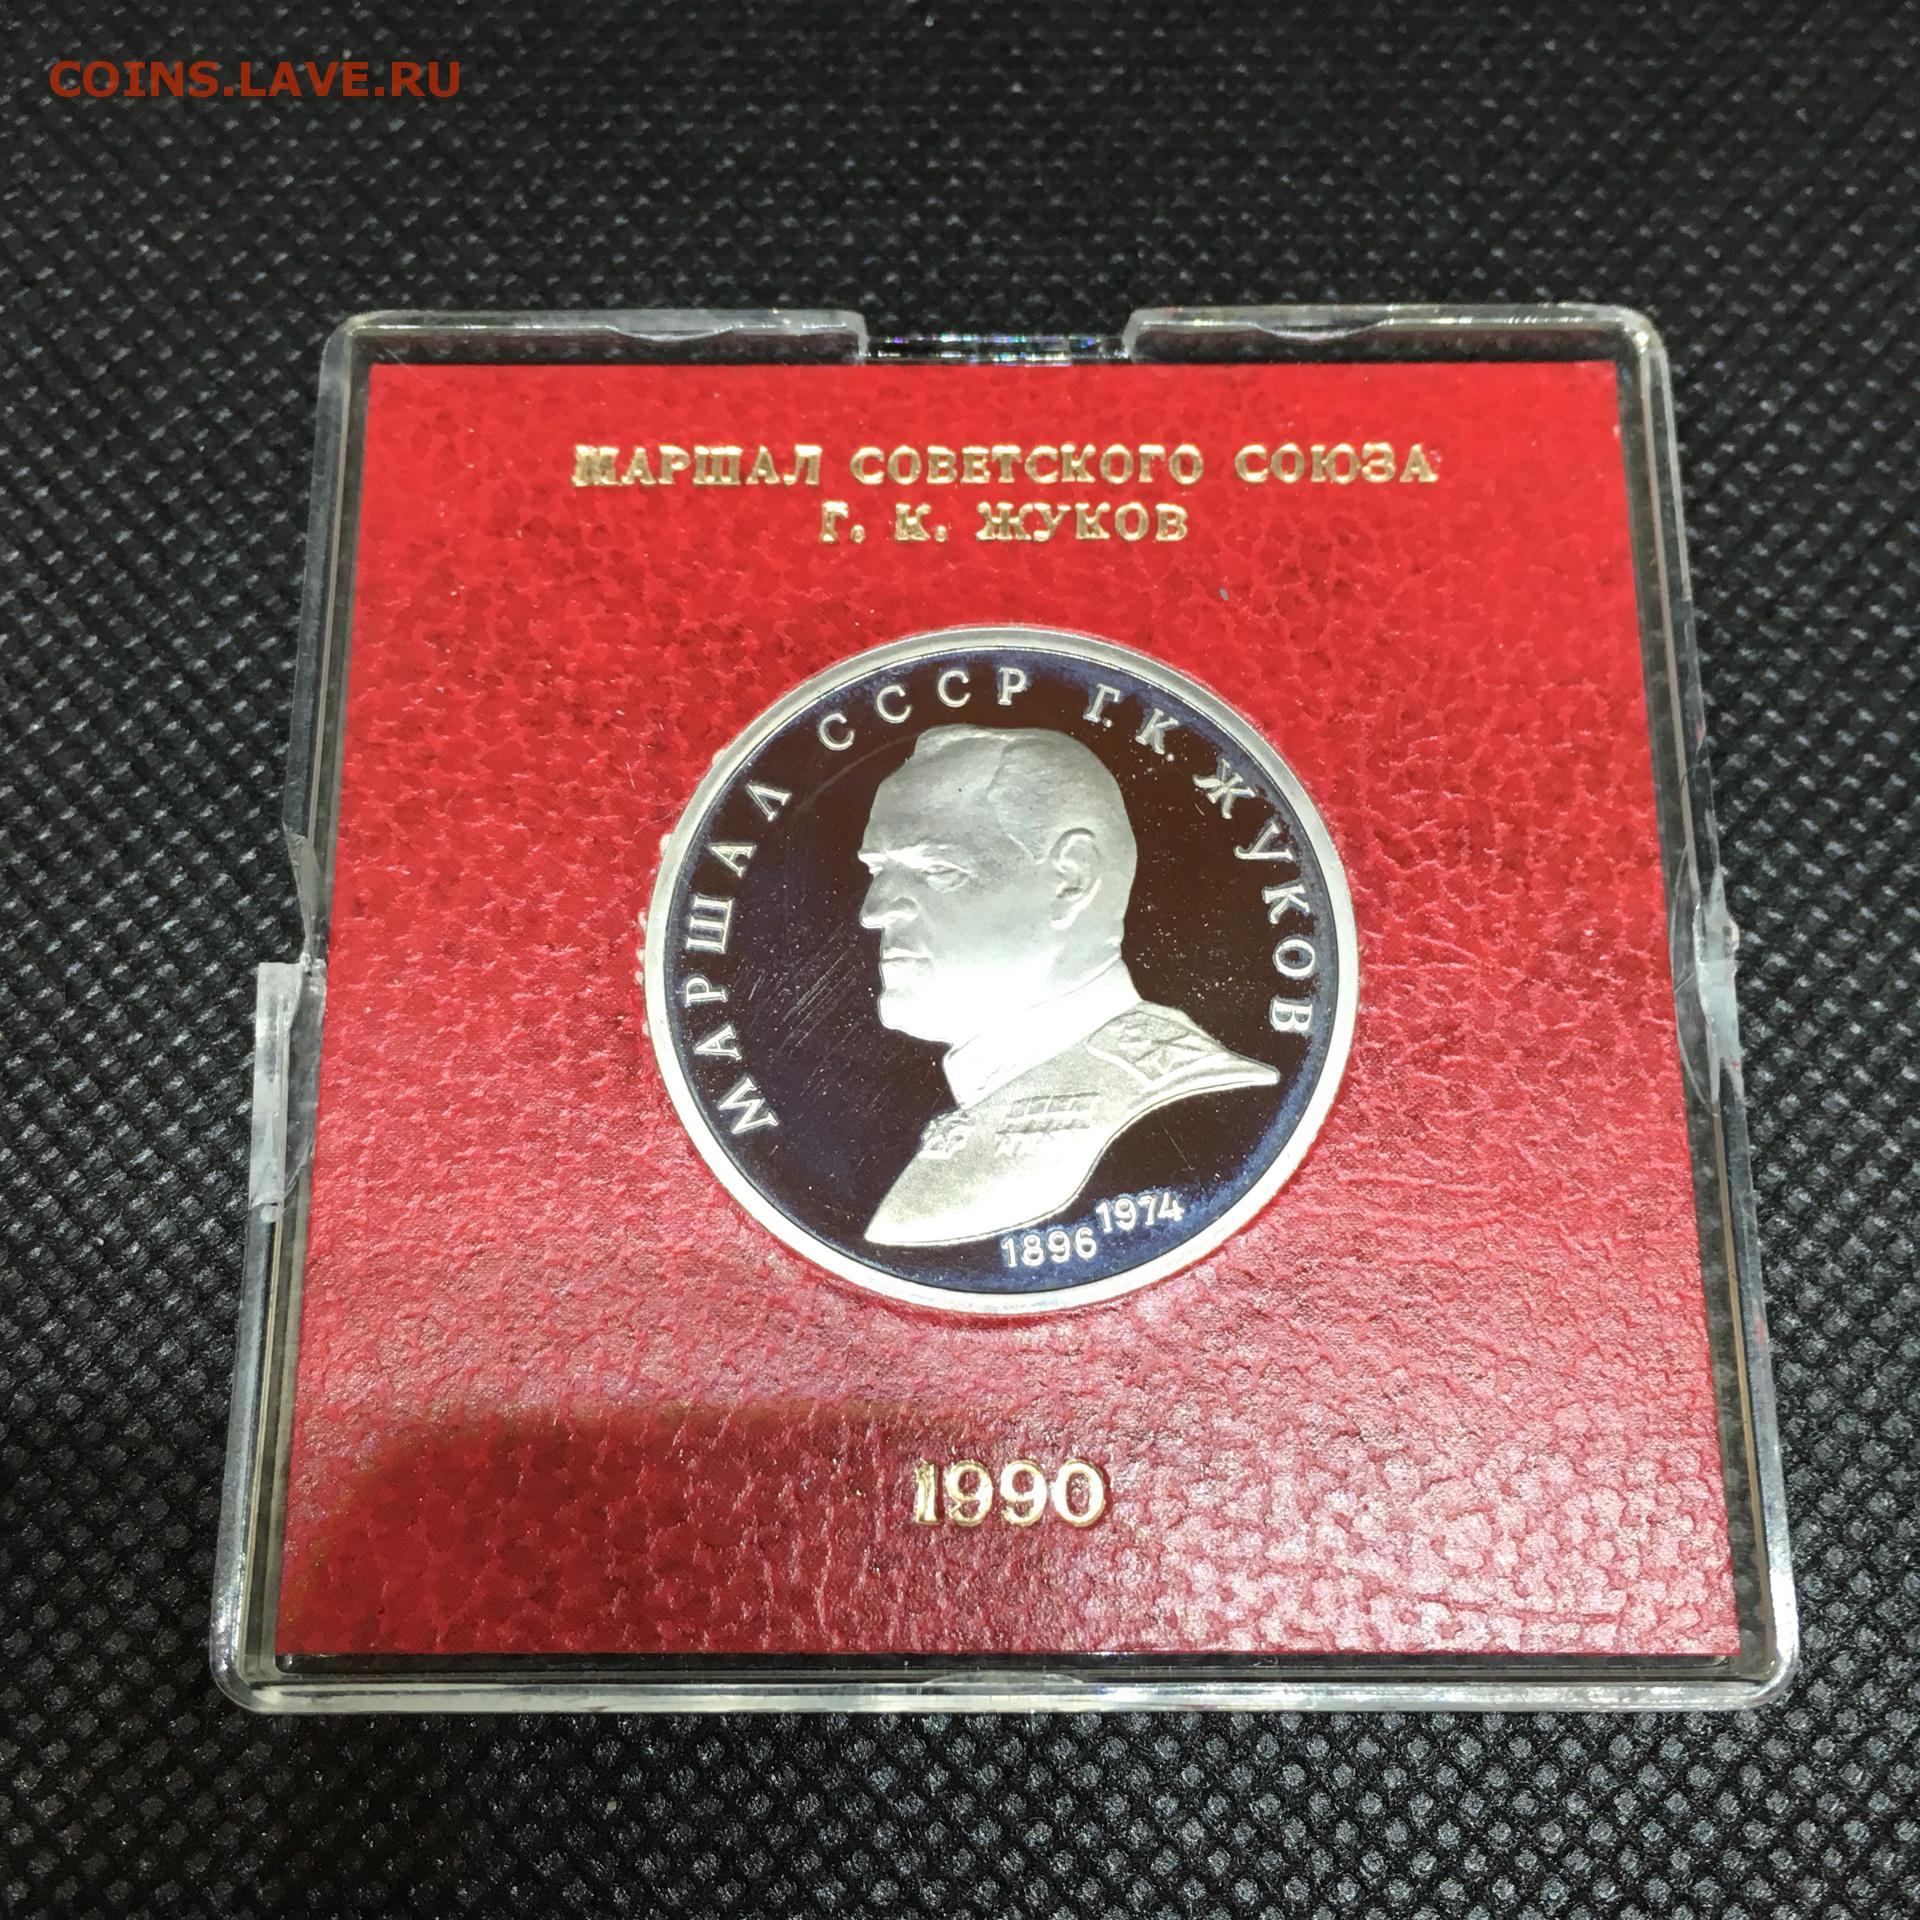 COINS.LAVE.RU
МАРШАЛ СОВЕТСКОГО СОЮЗА
Г. К. ЖУКОВ
МАРШАЛ СССР Г.К. ЖУКОВ
1896 1974
1990